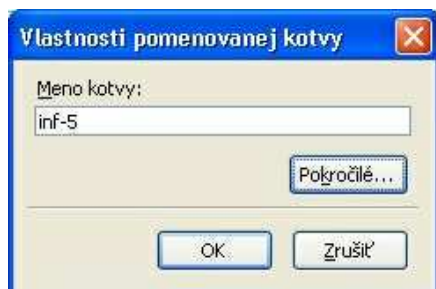 Vlastnosti pomenovanej kotvy
Meno kotvy:
inf-5
Pokročilé...
OK
Zrušiť